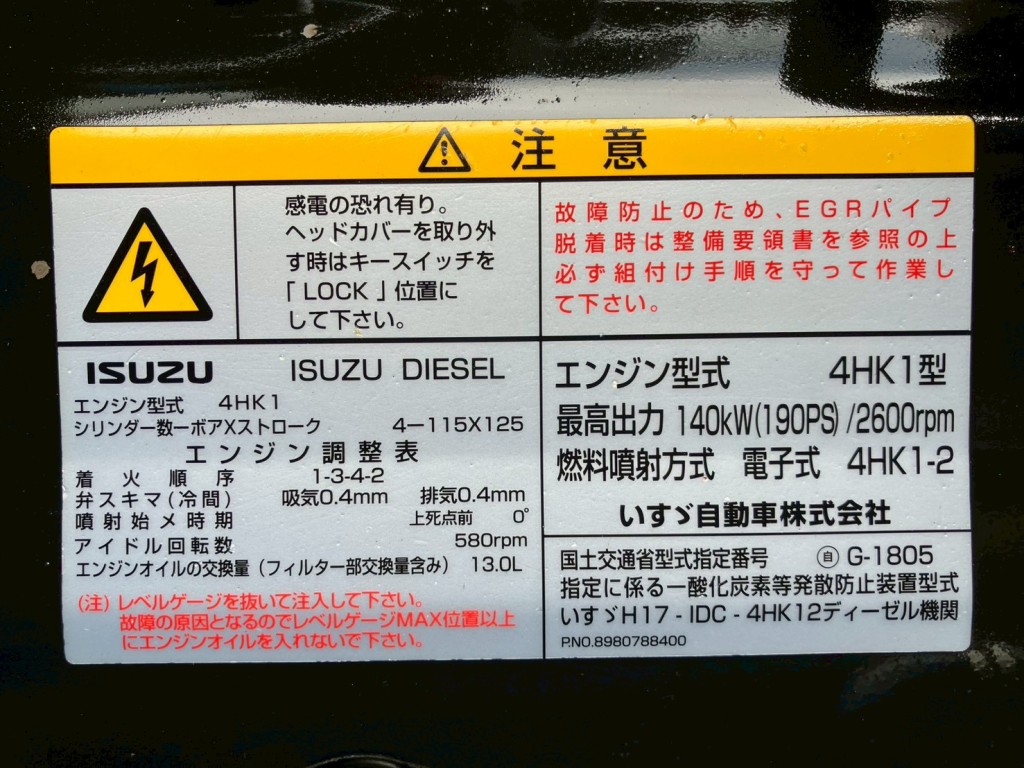 注意
感電の恐れ有り。
ヘッドカバーを取り外
す時はキースイッチを
「LOCK」位置に
して下さい。
故障防止のため、EGRパイプ
脱着時は整備要領書を参照の上
必ず組付け手順を守って作業し
て下さい。
ISUZU ISUZU DIESEL
エンジン型式 4HK1
シリンダー数ーボアXストローク 4ー115X125
エンジン調整表
着火順序 1-3-4-2
弁スキマ(冷間) 吸気0.4mm 排気0.4mm
噴射始メ時期 上死点前 0°
アイドル回転数 580rpm
エンジンオイルの交換量(フィルター部交換量含み) 13.0L
(注)レベルゲージを抜いて注入して下さい。
故障の原因となるのでレベルゲージMAX位置以上
にエンジンオイルを入れないで下さい。
エンジン型式 4HK1型
最高出力 140kW(190PS)/2600rpm
燃料噴射方式 電子式 4HK1-2
いすゞ自動車株式会社
国土交通省型式指定番号 ㊀自 G-1805
指定に係る一酸化炭素等発散防止装置型式
いすゞH17-IDC-4HK12ディーゼル機関
P.NO.8980788400